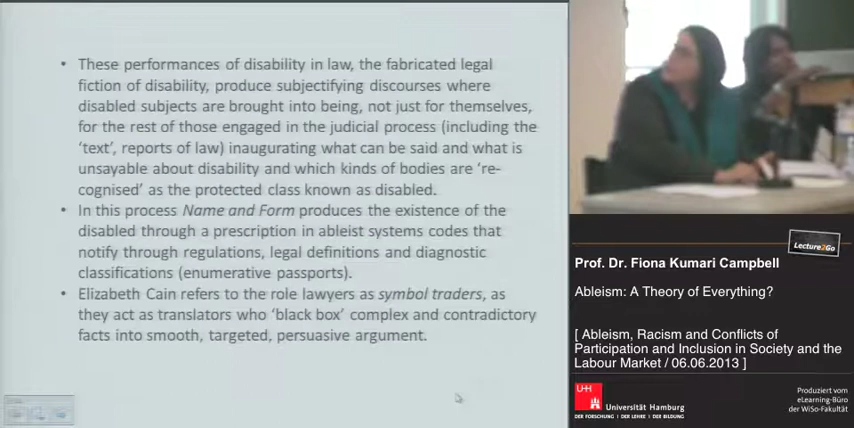 • These performances of disability in law, the fabricated legal
fiction of disability, produce subjectifying discourses where
disabled subjects are brought into being, not just for themselves,
for the rest of those engaged in the judicial process (including the
‘text’, reports of law) inaugurating what can be said and what is
unsayable about disability and which kinds of bodies are ‘re-
cognised’ as the protected class known as disabled.
• In this process Name and Form produces the existence of the
disabled through a prescription in ableist systems codes that
notify through regulations, legal definitions and diagnostic
classifications (enumerative passports).
• Elizabeth Cain refers to the role lawyers as symbol traders, as
they act as translators who ‘black box’ complex and contradictory
facts into smooth, targeted, persuasive argument.
Lecture2Go
Prof. Dr. Fiona Kumari Campbell
Ableism: A Theory of Everything?
[ Ableism, Racism and Conflicts of
Participation and Inclusion in Society and the
Labour Market / 06.06.2013 ]
UHH
Universität Hamburg
DER FORSCHUNG | DER LEHRE | DER BILDUNG
Produziert vom
eLearning-Büro
der WiSo-Fakultät